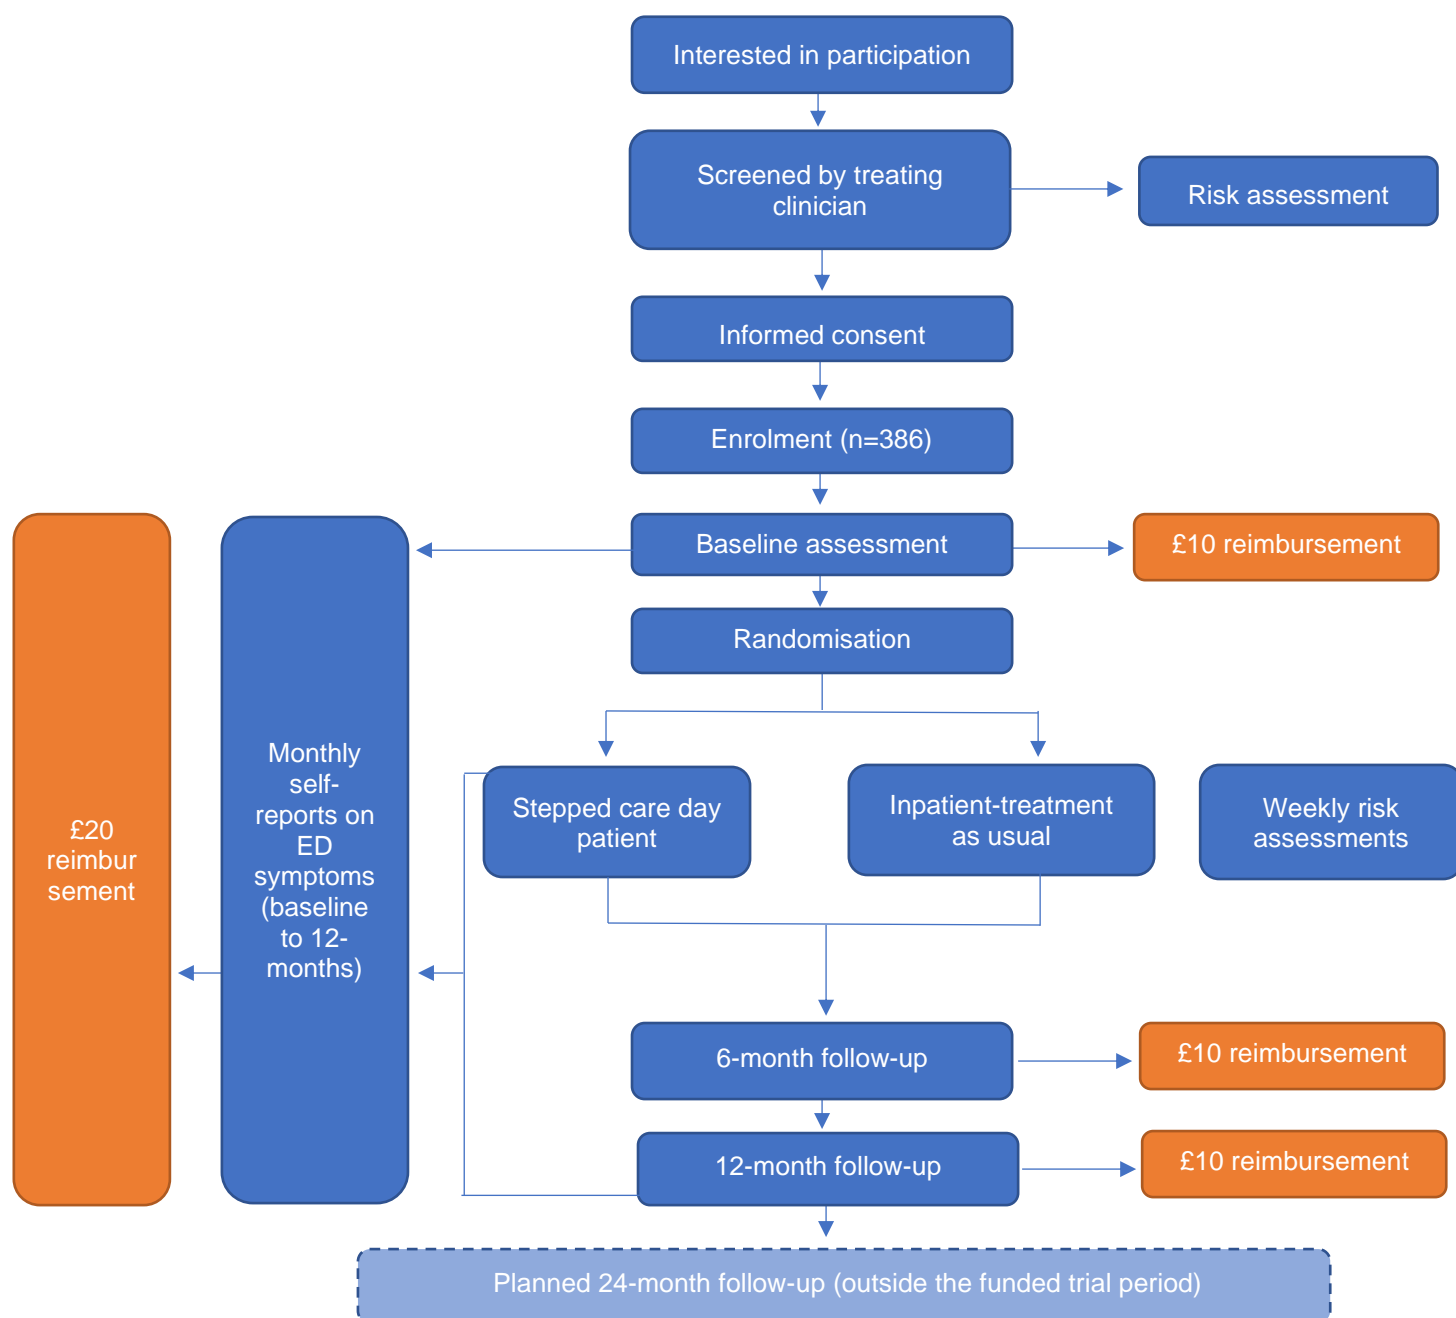 Interested in participation
Screened by treating
clinician
Risk assessment
Informed consent
Enrolment (n=386)
Baseline assessment
£10 reimbursement
Randomisation
£20
reimbur
sement
Monthly
self-
reports on
ED
symptoms
(baseline
to 12-
months)
Stepped care day
patient
Inpatient-treatment
as usual
Weekly risk
assessments
6-month follow-up
£10 reimbursement
12-month follow-up
£10 reimbursement
Planned 24-month follow-up (outside the funded trial period)